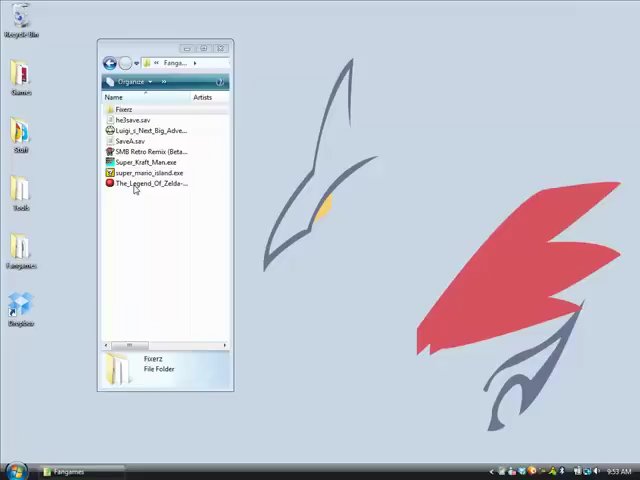 Recycle Bin
Games
Stuff
Tools
Fangames
Dropbox
Fanga...
Organize
Name
Artists
Fixerz
he3save.sav
Luigi_s_Next_Big_Adve...
SaveA.sav
SMB Retro Remix (Beta...
Super_Kraft_Man.exe
super_mario_island.exe
The_Legend_Of_Zelda-...
Fixerz
File Folder
Fangames
9:53 AM